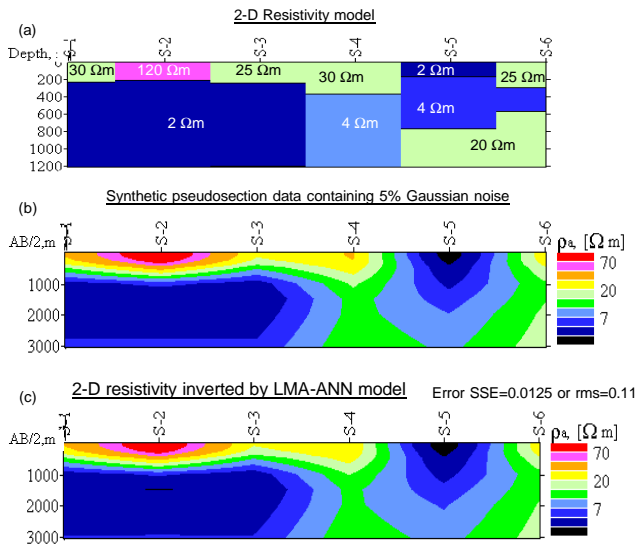 2-D Resistivity model
(a)
Depth, :
S-1
S-2
S-3
S-4
S-5
S-6
200
400
600
800
1000
1200
30 Ωm
120 Ωm
25 Ωm
30 Ωm
2 Ωm
25 Ωm
2 Ωm
4 Ωm
4 Ωm
20 Ωm
(b)
Synthetic pseudosection data containing 5% Gaussian noise
AB/2,m
S-1
S-2
S-3
S-4
S-5
S-6
1000
2000
3000
ρa, [Ω m]
70
20
7
(c)
2-D resistivity inverted by LMA-ANN model
Error SSE=0.0125 or rms=0.11
AB/2,m
S-1
S-2
S-3
S-4
S-5
S-6
1000
2000
3000
ρa, [Ω m]
70
20
7